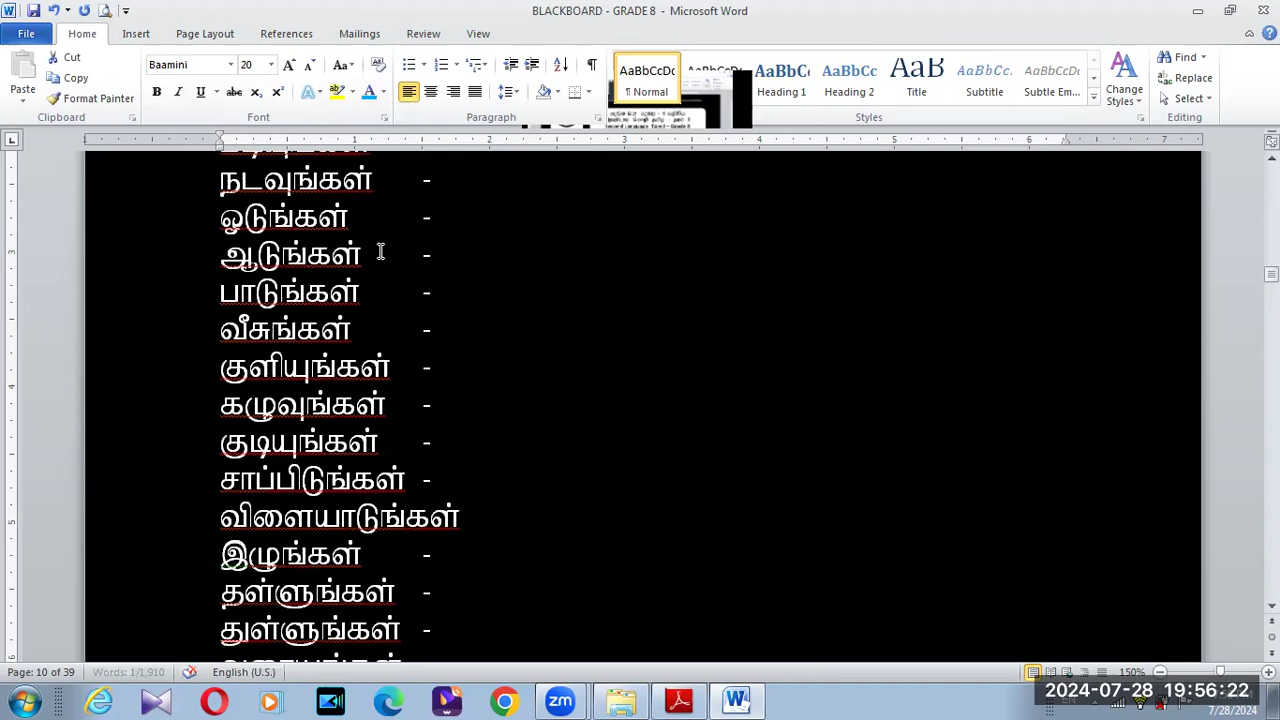 BLACKBOARD - GRADE 8 - Microsoft Word
File Home Insert Page Layout References Mailings Review View
Cut
Copy
Format Painter
Paste
Clipboard
Baamini 20
Font
Paragraph
AaBbCcDc AaBbCc AaBbCc AaB AaBbCcL AaBbCcDc
¶ Normal Heading 1 Heading 2 Title Subtitle Subtle Em...
Styles
Change Styles
Find
Replace
Select
Editing
நடவுங்கள் -
ஓடுங்கள் -
ஆடுங்கள் -
பாடுங்கள் -
வீசுங்கள் -
குளியுங்கள் -
கழுவுங்கள் -
குடியுங்கள் -
சாப்பிடுங்கள் -
விளையாடுங்கள்
இழுங்கள் -
தள்ளுங்கள் -
துள்ளுங்கள் -
Page: 10 of 39 Words: 1/1,910 English (U.S.) 150%
2024-07-28 19:56:22
7/28/2024